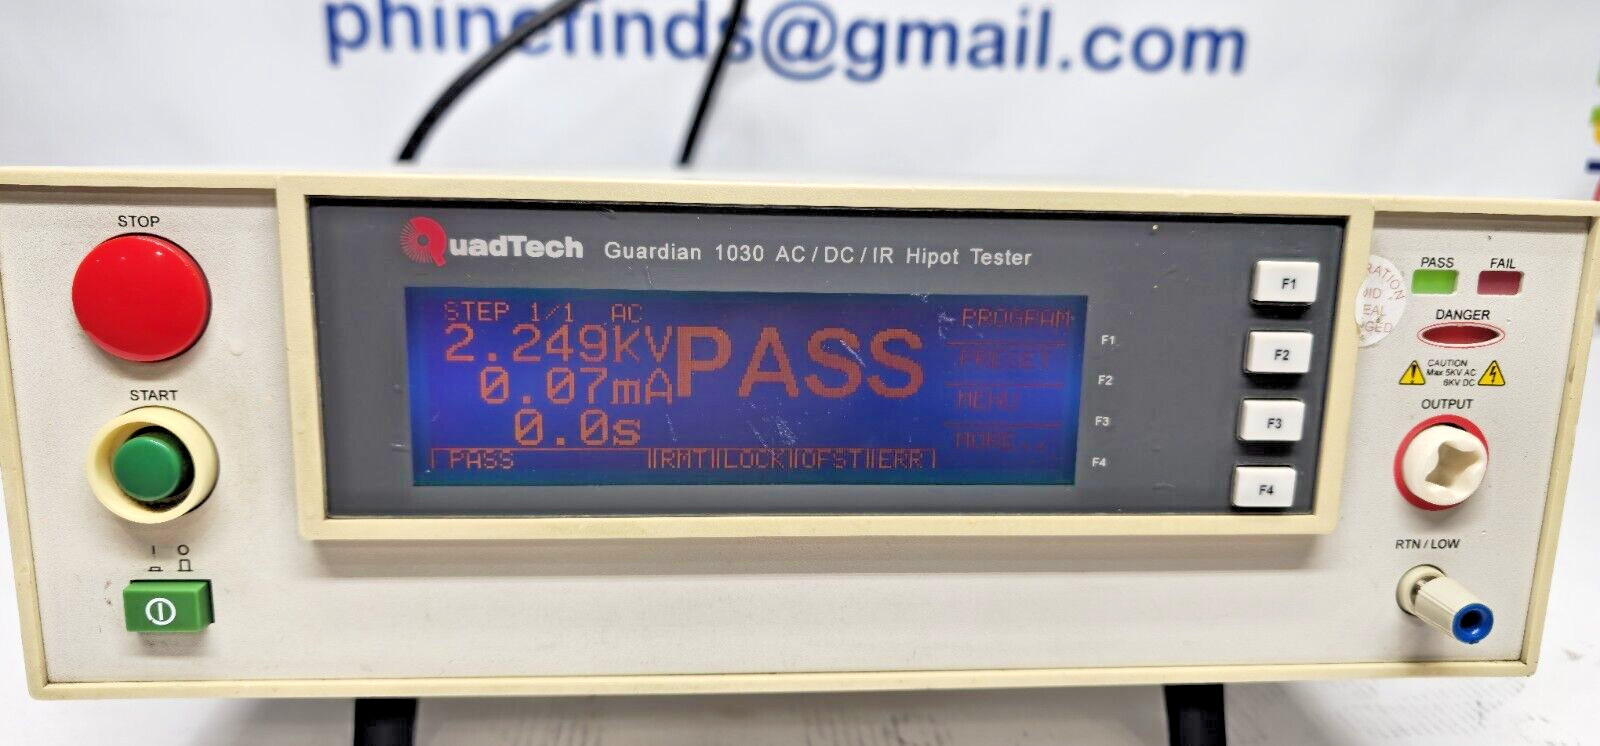 phinefinds@gmail.com
STOP
START
I O
QuadTech Guardian 1030 AC/DC/IR Hipot Tester
STEP 1/1 AC
2.249kV
0.07mA
0.0s
PASS
PASS
RMT LOCK OFST ERR
PROGRAM
PRESET
MENU
MORE..
F1
F2
F3
F4
F1
F2
F3
F4
PASS FAIL
DANGER
CAUTION
Max 5KV AC
6KV DC
OUTPUT
RTN / LOW